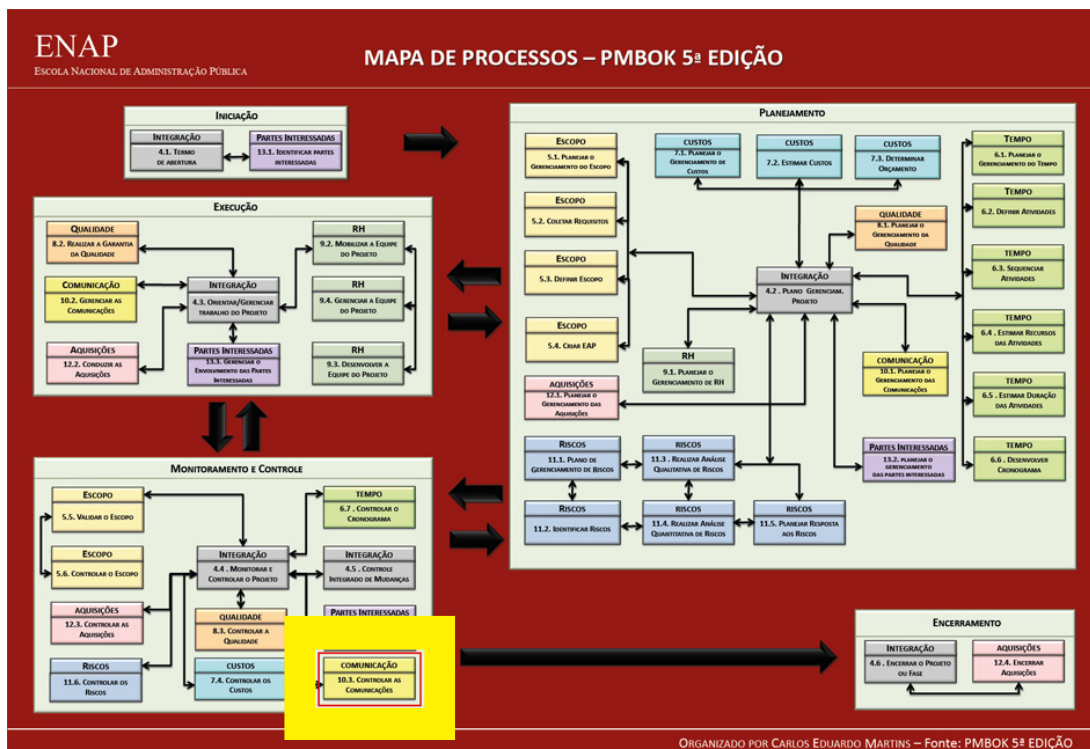 ENAP
ESCOLA NACIONAL DE ADMINISTRAÇÃO PÚBLICA
MAPA DE PROCESSOS – PMBOK 5ª EDIÇÃO
INICIAÇÃO
INTEGRAÇÃO
4.1. TERMO
DE ABERTURA
PARTES INTERESSADAS
13.1. IDENTIFICAR PARTES
INTERESSADAS
EXECUÇÃO
QUALIDADE
8.2. REALIZAR A GARANTIA
DA QUALIDADE
COMUNICAÇÃO
10.2. GERENCIAR AS
COMUNICAÇÕES
AQUISIÇÕES
12.2. CONDUZIR AS
AQUISIÇÕES
INTEGRAÇÃO
4.3. ORIENTAR/GERENCIAR
TRABALHO DO PROJETO
PARTES INTERESSADAS
13.3. GERENCIAR O
ENVOLVIMENTO DAS PARTES
INTERESSADAS
RH
9.2. MOBILIZAR A EQUIPE
DO PROJETO
RH
9.4. GERENCIAR A EQUIPE
DO PROJETO
RH
9.3. DESENVOLVER A
EQUIPE DO PROJETO
PLANEJAMENTO
ESCOPO
5.1. PLANEJAR O
GERENCIAMENTO DO ESCOPO
ESCOPO
5.2. COLETAR REQUISITOS
ESCOPO
5.3. DEFINIR ESCOPO
ESCOPO
5.4. CRIAR EAP
CUSTOS
7.1. PLANEJAR O
GERENCIAMENTO DE
CUSTOS
CUSTOS
7.2. ESTIMAR CUSTOS
CUSTOS
7.3. DETERMINAR
ORÇAMENTO
QUALIDADE
8.1. PLANEJAR O
GERENCIAMENTO DA
QUALIDADE
INTEGRAÇÃO
4.2 . PLANO GERENCIAM.
PROJETO
RH
9.1. PLANEJAR O
GERENCIAMENTO DE RH
AQUISIÇÕES
12.1. PLANEJAR O
GERENCIAMENTO DAS
AQUISIÇÕES
COMUNICAÇÃO
10.1. PLANEJAR O
GERENCIAMENTO DAS
COMUNICAÇÕES
PARTES INTERESSADAS
13.2. PLANEJAR O
GERENCIAMENTO
DAS PARTES INTERESSADAS
TEMPO
6.1. PLANEJAR O
GERENCIAMENTO DO TEMPO
TEMPO
6.2. DEFINIR ATIVIDADES
TEMPO
6.3. SEQUENCIAR
ATIVIDADES
TEMPO
6.4 . ESTIMAR RECURSOS
DAS ATIVIDADES
TEMPO
6.5 . ESTIMAR DURAÇÃO
DAS ATIVIDADES
TEMPO
6.6 . DESENVOLVER
CRONOGRAMA
RISCOS
11.1. PLANO DE
GERENCIAMENTO DE RISCOS
RISCOS
11.3 . REALIZAR ANÁLISE
QUALITATIVA DE RISCOS
RISCOS
11.2. IDENTIFICAR RISCOS
RISCOS
11.4. REALIZAR ANÁLISE
QUANTITATIVA DE RISCOS
RISCOS
11.5. PLANEJAR RESPOSTA
AOS RISCOS
MONITORAMENTO E CONTROLE
ESCOPO
5.5. VALIDAR O ESCOPO
ESCOPO
5.6. CONTROLAR O ESCOPO
AQUISIÇÕES
12.3. CONTROLAR AS
AQUISIÇÕES
RISCOS
11.6. CONTROLAR OS
RISCOS
TEMPO
6.7. CONTROLAR O
CRONOGRAMA
INTEGRAÇÃO
4.4 . MONITORAR E
CONTROLAR O PROJETO
INTEGRAÇÃO
4.5 . CONTROLE
INTEGRADO DE MUDANÇAS
QUALIDADE
8.3. CONTROLAR A
QUALIDADE
CUSTOS
7.4. CONTROLAR OS
CUSTOS
PARTES INTERESSADAS
COMUNICAÇÃO
10.3. CONTROLAR AS
COMUNICAÇÕES
ENCERRAMENTO
INTEGRAÇÃO
4.6 . ENCERRAR O PROJETO
OU FASE
AQUISIÇÕES
12.4. ENCERRAR
AQUISIÇÕES
ORGANIZADO POR CARLOS EDUARDO MARTINS – Fonte: PMBOK 5ª EDIÇÃO